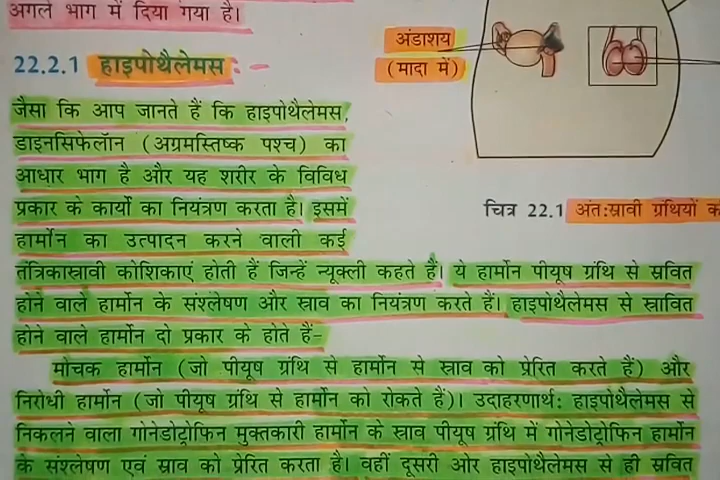 अगले भाग में दिया गया है।
अंडाशय
(मादा में)
22.2.1 हाइपोथैलेमस :-
जैसा कि आप जानते हैं कि हाइपोथैलेमस,
डाइनसिफेलॉन (अग्रमस्तिष्क पश्च) का
आधार भाग है और यह शरीर के विविध
प्रकार के कार्यों का नियंत्रण करता है। इसमें
हार्मोन का उत्पादन करने वाली कई
चित्र 22.1 अंत:स्रावी ग्रंथियों
तंत्रिकास्रावी कोशिकाएं होती हैं जिन्हें न्यूक्ली कहते हैं। ये हार्मोन पीयूष ग्रंथि से स्रवित
होने वाले हार्मोन के संश्लेषण और स्राव का नियंत्रण करते हैं। हाइपोथैलेमस से स्रावित
होने वाले हार्मोन दो प्रकार के होते हैं-
मोचक हार्मोन (जो पीयूष ग्रंथि से हार्मोन से स्राव को प्रेरित करते हैं) और
निरोधी हार्मोन (जो पीयूष ग्रंथि से हार्मोन को रोकते हैं)। उदाहरणार्थ: हाइपोथैलेमस से
निकलने वाला गोनेडोट्रोफिन मुक्तकारी हार्मोन के स्राव पीयूष ग्रंथि में गोनेडोट्रोफिन हार्मोन
के संश्लेषण एवं स्राव को प्रेरित करता है। वहीं दूसरी ओर हाइपोथैलेमस से ही स्रवित